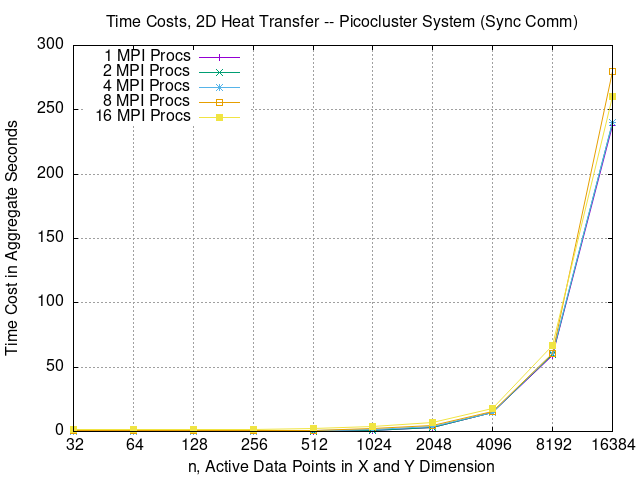 Time Costs, 2D Heat Transfer -- Picocluster System (Sync Comm)
300
250
200
150
100
50
0
Time Cost in Aggregate Seconds
1 MPI Procs
2 MPI Procs
4 MPI Procs
8 MPI Procs
16 MPI Procs
32 64 128 256 512 1024 2048 4096 8192 16384
n, Active Data Points in X and Y Dimension